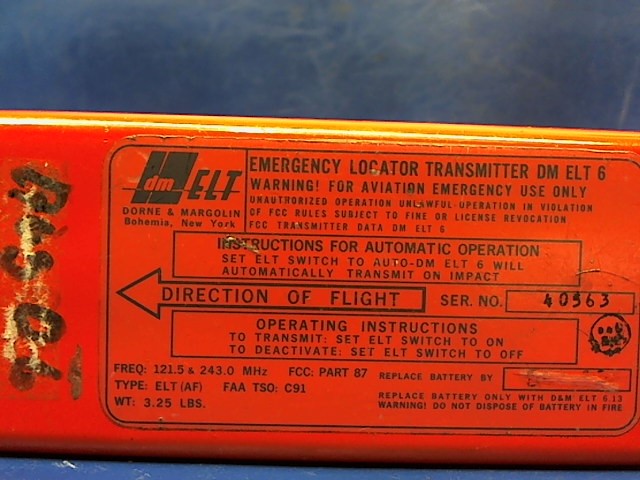 dm ELT
DORNE & MARGOLIN
Bohemia, New York
EMERGENCY LOCATOR TRANSMITTER DM ELT 6
WARNING! FOR AVIATION EMERGENCY USE ONLY
UNAUTHORIZED OPERATION UNLAWFUL-OPERATION IN VIOLATION
OF FCC RULES SUBJECT TO FINE OR LICENSE REVOCATION
FCC TRANSMITTER DATA DM ELT 6
INSTRUCTIONS FOR AUTOMATIC OPERATION
SET ELT SWITCH TO AUTO-DM ELT 6 WILL
AUTOMATICALLY TRANSMIT ON IMPACT
DIRECTION OF FLIGHT
SER. NO. 40563
OPERATING INSTRUCTIONS
TO TRANSMIT: SET ELT SWITCH TO ON
TO DEACTIVATE: SET ELT SWITCH TO OFF
FREQ: 121.5 & 243.0 MHz FCC: PART 87
TYPE: ELT (AF) FAA TSO: C91
WT: 3.25 LBS.
REPLACE BATTERY BY
REPLACE BATTERY ONLY WITH D&M ELT 6.13
WARNING! DO NOT DISPOSE OF BATTERY IN FIRE